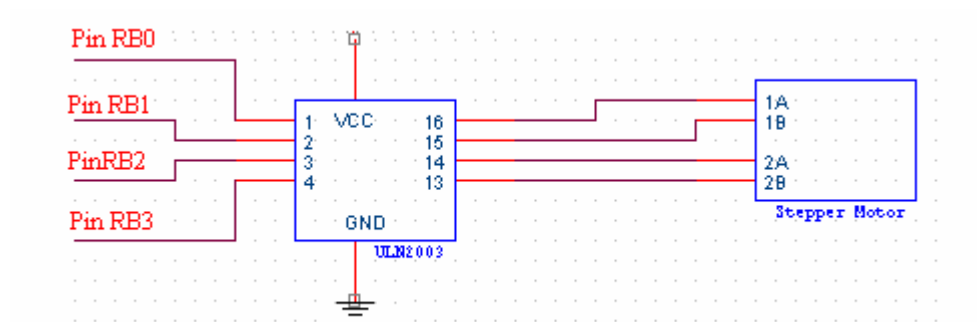 Pin RB0
Pin RB1
PinRB2
Pin RB3
1 VCC 16
2 15
3 14
4 13
GND
ULN2003
1A
1B
2A
2B
Stepper Motor